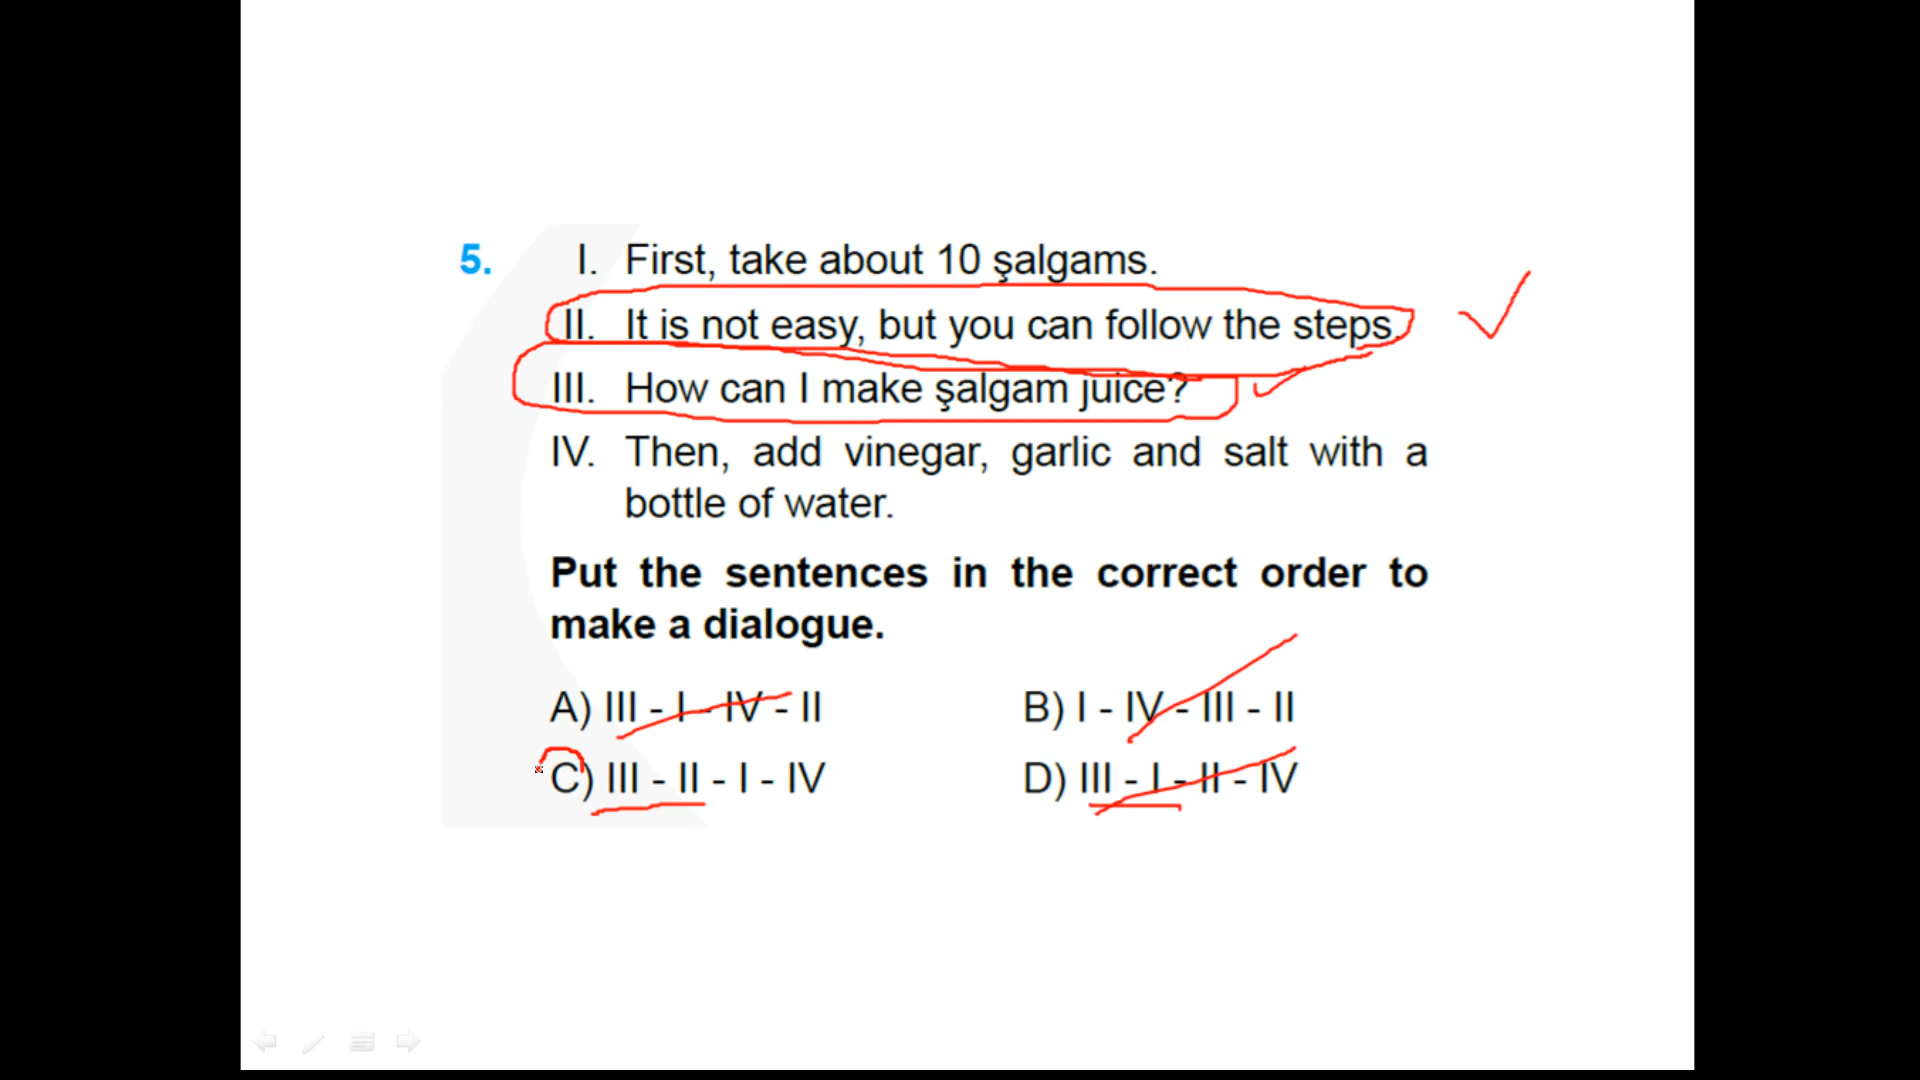 5. I. First, take about 10 şalgams.
II. It is not easy, but you can follow the steps.
III. How can I make şalgam juice?
IV. Then, add vinegar, garlic and salt with a
bottle of water.
Put the sentences in the correct order to
make a dialogue.
A) III - I - IV - II
B) I - IV - III - II
C) III - II - I - IV
D) III - I - II - IV